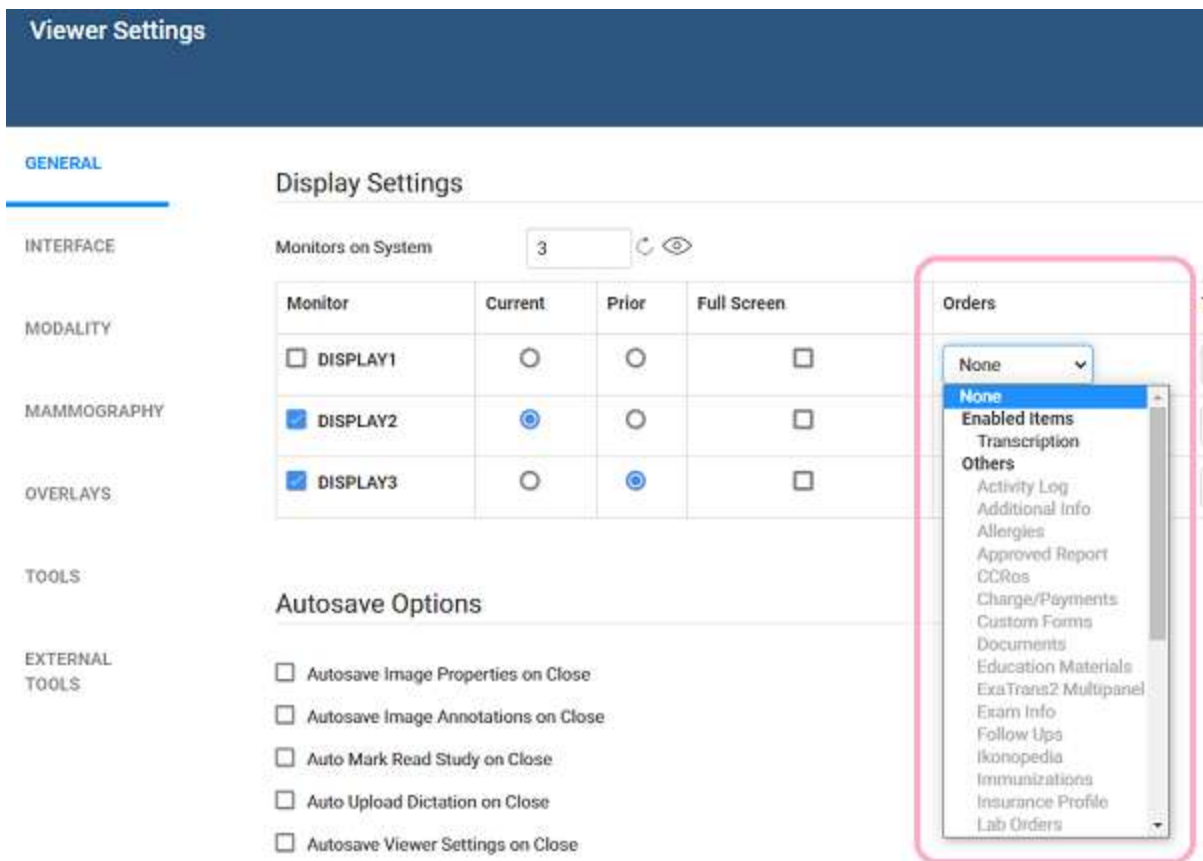 Viewer Settings
GENERAL
INTERFACE
MODALITY
MAMMOGRAPHY
OVERLAYS
TOOLS
EXTERNAL
TOOLS
Display Settings
Monitors on System 3
Monitor Current Prior Full Screen Orders
DISPLAY1 None
DISPLAY2
DISPLAY3
None
Enabled Items
Transcription
Others
Activity Log
Additional Info
Allergies
Approved Report
CCRos
Charge/Payments
Custom Forms
Documents
Education Materials
ExaTrans2 Multipanel
Exam Info
Follow Ups
Ikonopedia
Immunizations
Insurance Profile
Lab Orders
Autosave Options
Autosave Image Properties on Close
Autosave Image Annotations on Close
Auto Mark Read Study on Close
Auto Upload Dictation on Close
Autosave Viewer Settings on Close